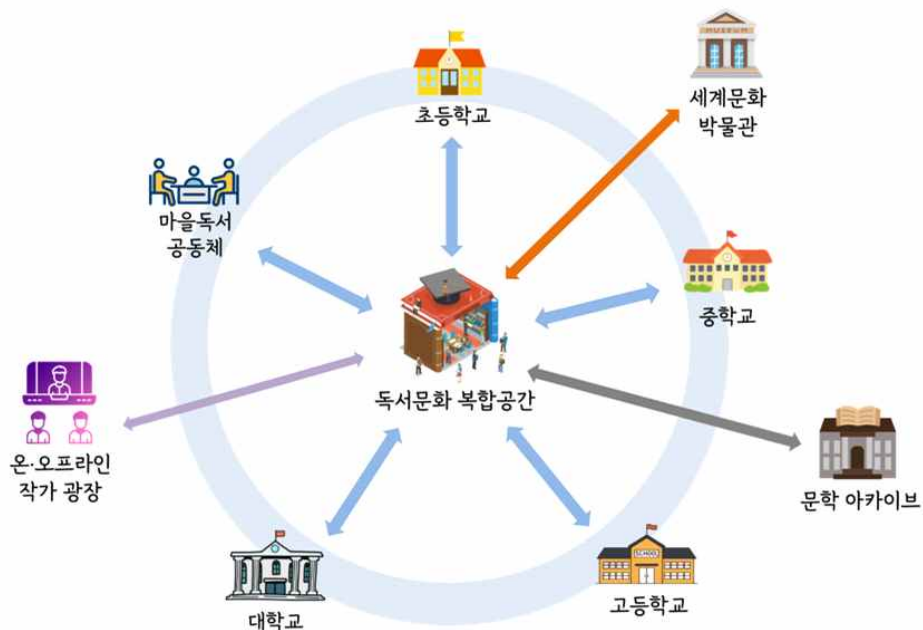 초등학교
MUSEUM
세계문화
박물관
마을독서
공동체
중학교
독서문화 복합공간
온·오프라인
작가 광장
문학 아카이브
SCHOOL
고등학교
대학교